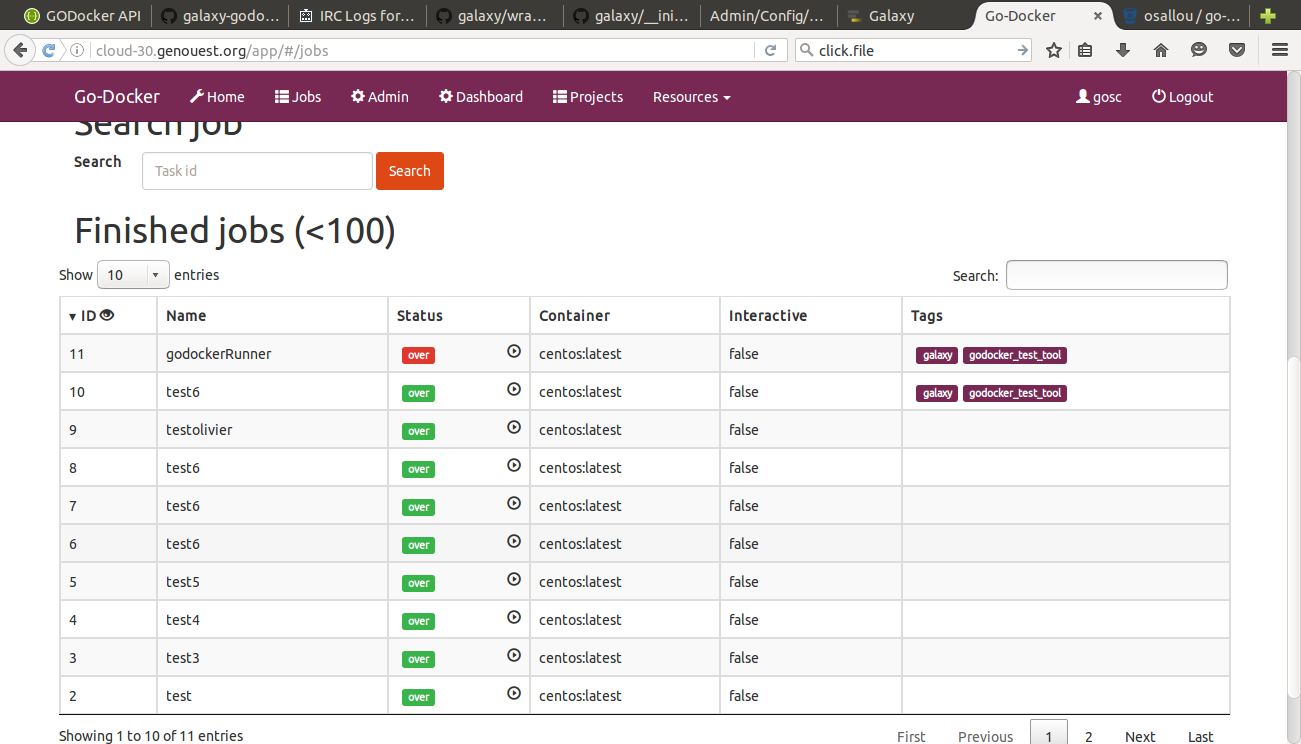 GODocker API galaxy-godo... IRC Logs for... galaxy/wra... galaxy/__ini... Admin/Config/... Galaxy Go-Docker osallou / go-...
cloud-30.genouest.org/app/#/jobs click.file
Go-Docker Home Jobs Admin Dashboard Projects Resources gosc Logout
Search job
Search Task id Search
Finished jobs (<100)
Show 10 entries Search:
ID Name Status Container Interactive Tags
11 godockerRunner over centos:latest false galaxy godocker_test_tool
10 test6 over centos:latest false galaxy godocker_test_tool
9 testolivier over centos:latest false
8 test6 over centos:latest false
7 test6 over centos:latest false
6 test6 over centos:latest false
5 test5 over centos:latest false
4 test4 over centos:latest false
3 test3 over centos:latest false
2 test over centos:latest false
Showing 1 to 10 of 11 entries First Previous 1 2 Next Last